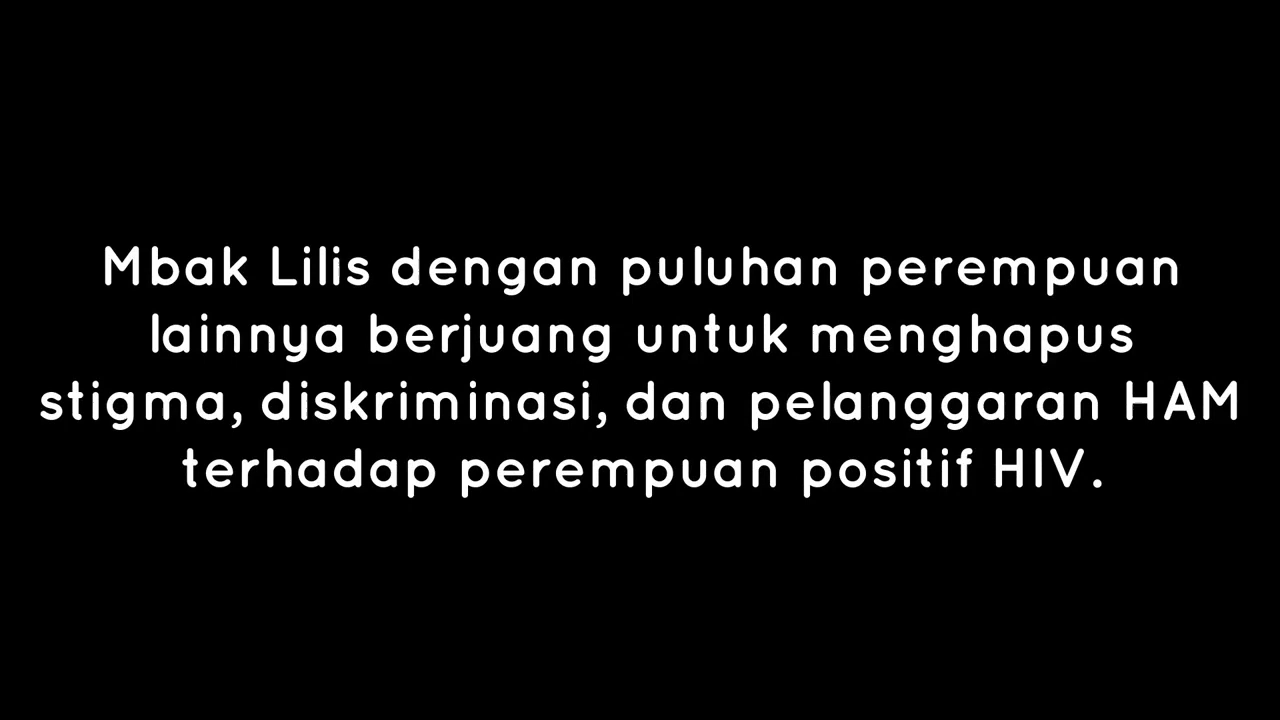 Mbak Lilis dengan puluhan perempuan
lainnya berjuang untuk menghapus
stigma, diskriminasi, dan pelanggaran HAM
terhadap perempuan positif HIV.